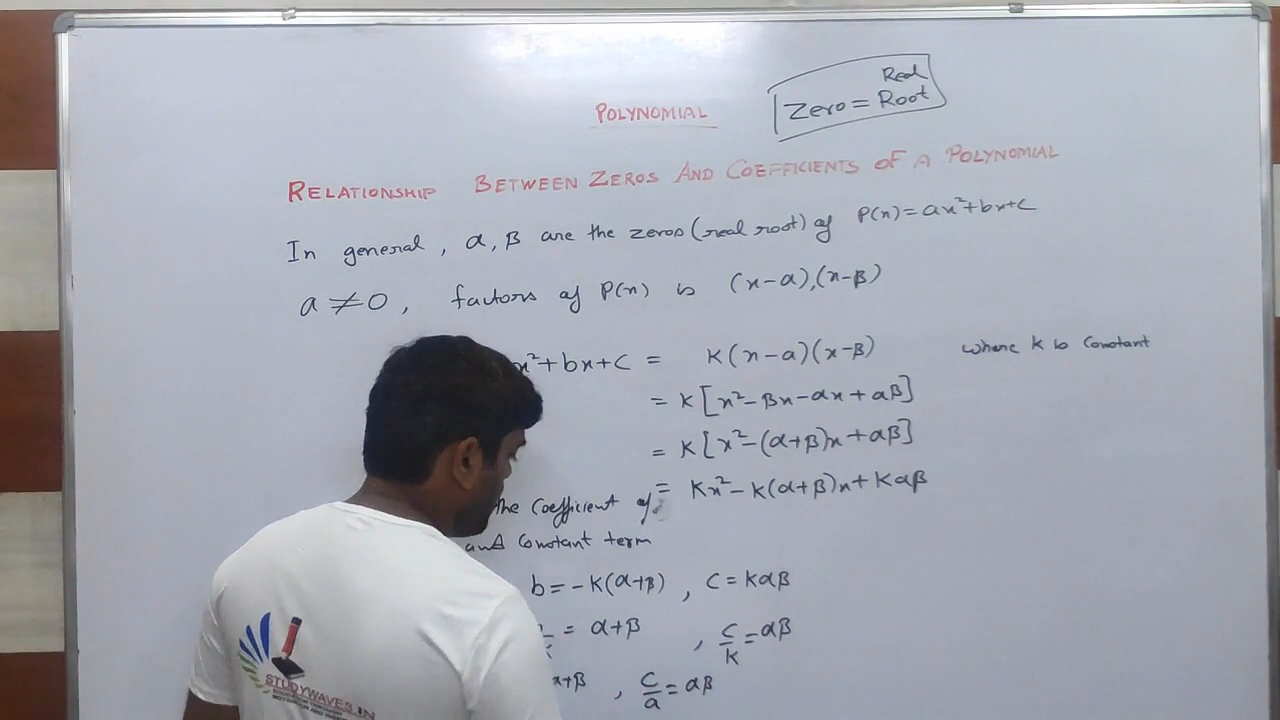 Real
Zero = Root
POLYNOMIAL
RELATIONSHIP BETWEEN ZEROS AND COEFFICIENTS OF A POLYNOMIAL
In general, α, β are the zeros (real root) of P(x) = ax²+bx+c
a ≠ 0, factors of P(x) is (x-α),(x-β)
x²+bx+c = K(x-α)(x-β) where K is Constant
= K[x²-βx-αx+αβ]
= K[x²-(α+β)x+αβ]
= Kx²-K(α+β)x+Kαβ
the Coefficient of
and Constant term
b=-K(α+β), C=Kαβ
= α+β, C/K=αβ
+β, C/a=αβ
STUDYWAVES.IN